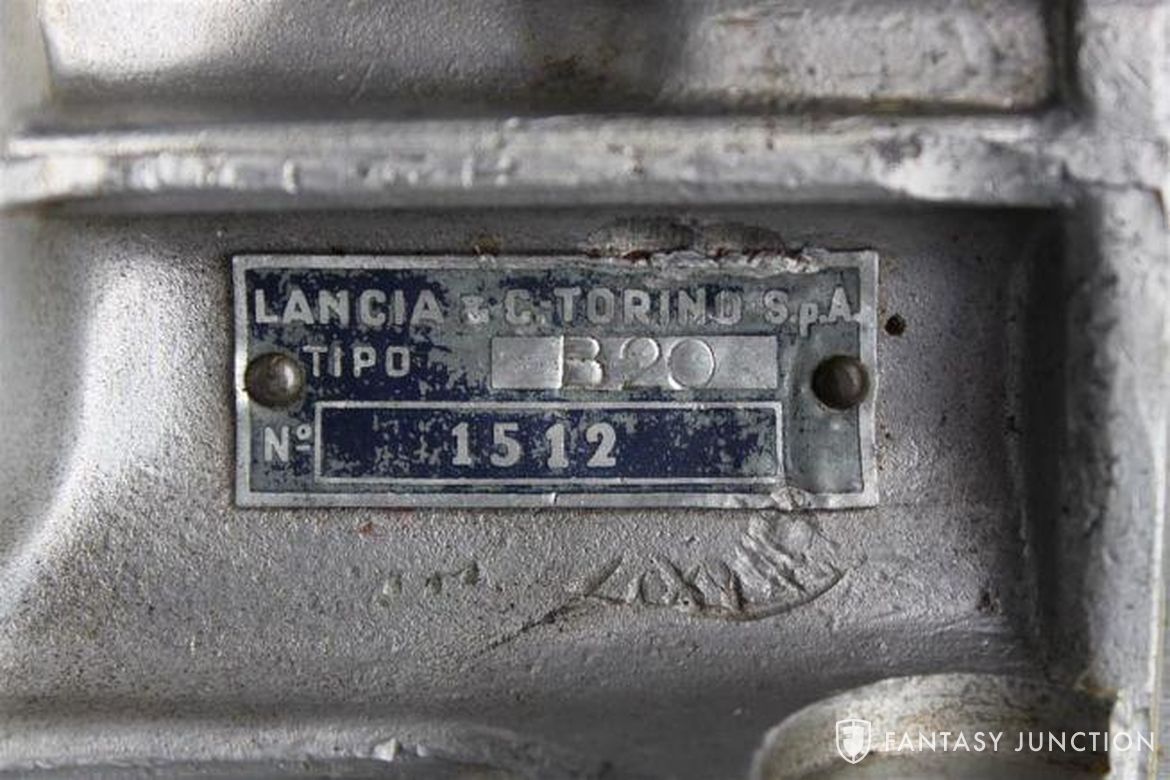 LANCIA & C. TORINO S.p.A.
TIPO B20
Nº 1512
FANTASY JUNCTION